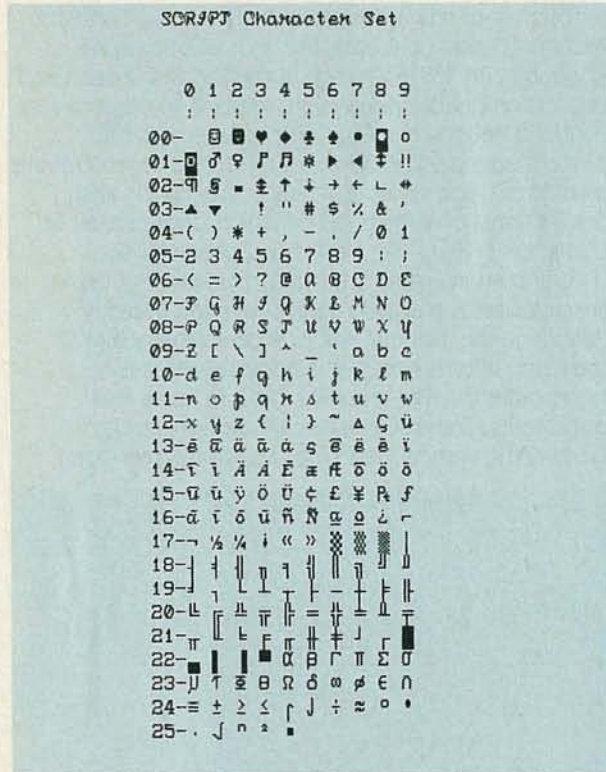 SCRIPT Character Set
0 1 2 3 4 5 6 7 8 9
: : : : : : : : : :
00- ☺ ☻ ♥ ♦ ♣ ♠ • ◘ ○
01-◙ ♂ ♀ ♪ ♫ ☼ ► ◄ ↕ ‼
02-¶ § ▬ ↨ ↑ ↓ → ← ∟ ↔
03-▲ ▼ ! " # $ % & '
04-( ) * + , - . / 0 1
05-2 3 4 5 6 7 8 9 : ;
06-< = > ? @ A B C D E
07-F G H I J K L M N O
08-P Q R S T U V W X Y
09-Z [ \ ] ^ _ ` a b c
10-d e f g h i j k l m
11-n o p q r s t u v w
12-x y z { ¦ } ~ ∆ Ç ü
13-é â ä à å ç ê ë è ï
14-î ì Ä Å É æ Æ ô ö ò
15-û ù ÿ Ö Ü ¢ £ ¥ ₧ ƒ
16-á í ó ú ñ Ñ ª º ¿ ⌐
17-¬ ½ ¼ ¡ « » ░ ▒ ▓ │
18-┤ ╡ ╢ ╖ ╕ ╣ ║ ╗ ╝ ╜
19-╛ ┐ └ ┴ ┬ ├ ─ ┼ ╞ ╟
20-╚ ╔ ╩ ╦ ╠ ═ ╬ ╧ ╨ ╤
21-╥ ╙ ╘ ╒ ╓ ╫ ╪ ┘ ┌ █
22-▄ ▌ ▐ ▀ α β Γ π Σ σ
23-µ τ Φ θ Ω δ ∞ ø ∈ ∩
24-≡ ± ≥ ≤ ⌠ ⌡ ÷ ≈ ° •
25-· √ ⁿ ² ■